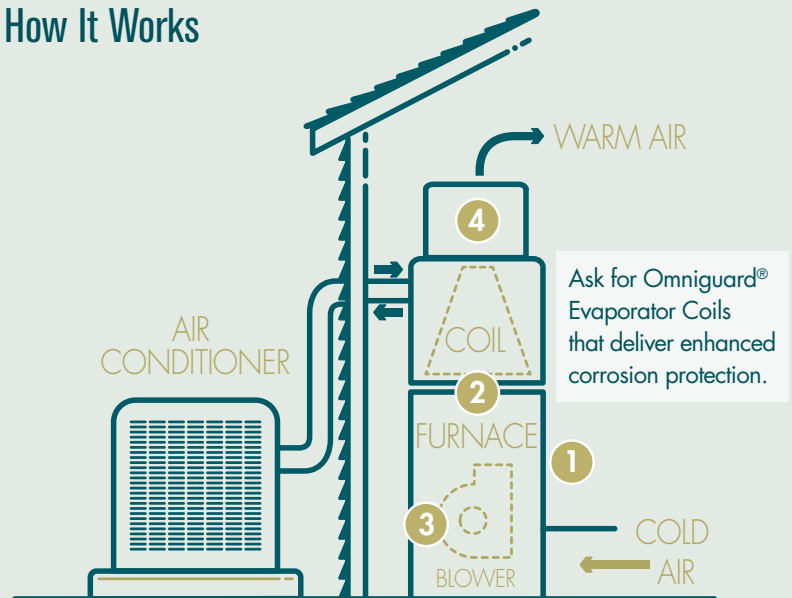 How It Works
WARM AIR
4
Ask for Omniguard®
Evaporator Coils
that deliver enhanced
corrosion protection.
COIL
AIR
CONDITIONER
2
FURNACE
1
3
BLOWER
COLD
AIR